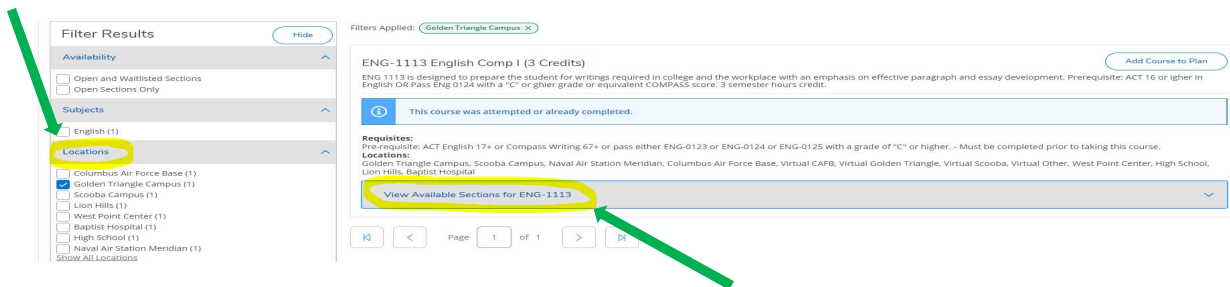 Filter Results
Hide
Availability
Open and Waitlisted Sections
Open Sections Only
Subjects
English (1)
Locations
Columbus Air Force Base (1)
Golden Triangle Campus (1)
Scooba Campus (1)
Lion Hills (1)
West Point Center (1)
Baptist Hospital (1)
High School (1)
Naval Air Station Meridian (1)
Show All Locations
Filters Applied: Golden Triangle Campus ×
ENG-1113 English Comp I (3 Credits)
Add Course to Plan
ENG 1113 is designed to prepare the student for writings required in college and the workplace with an emphasis on effective paragraph and essay development. Prerequisite: ACT 16 or igher in
English OR Pass ENg 0124 with a "C" or ghier grade or equivalent COMPASS score. 3 semester hours credit.
This course was attempted or already completed.
Requisites:
Pre-requisite: ACT English 17+ or Compass Writing 67+ or pass either ENG-0123 or ENG-0124 or ENG-0125 with a grade of "C" or higher. - Must be completed prior to taking this course.
Locations:
Golden Triangle Campus, Scooba Campus, Naval Air Station Meridian, Columbus Air Force Base, Virtual CAFB, Virtual Golden Triangle, Virtual Scooba, Virtual Other, West Point Center, High School,
Lion Hills, Baptist Hospital
View Available Sections for ENG-1113
Page 1 of 1